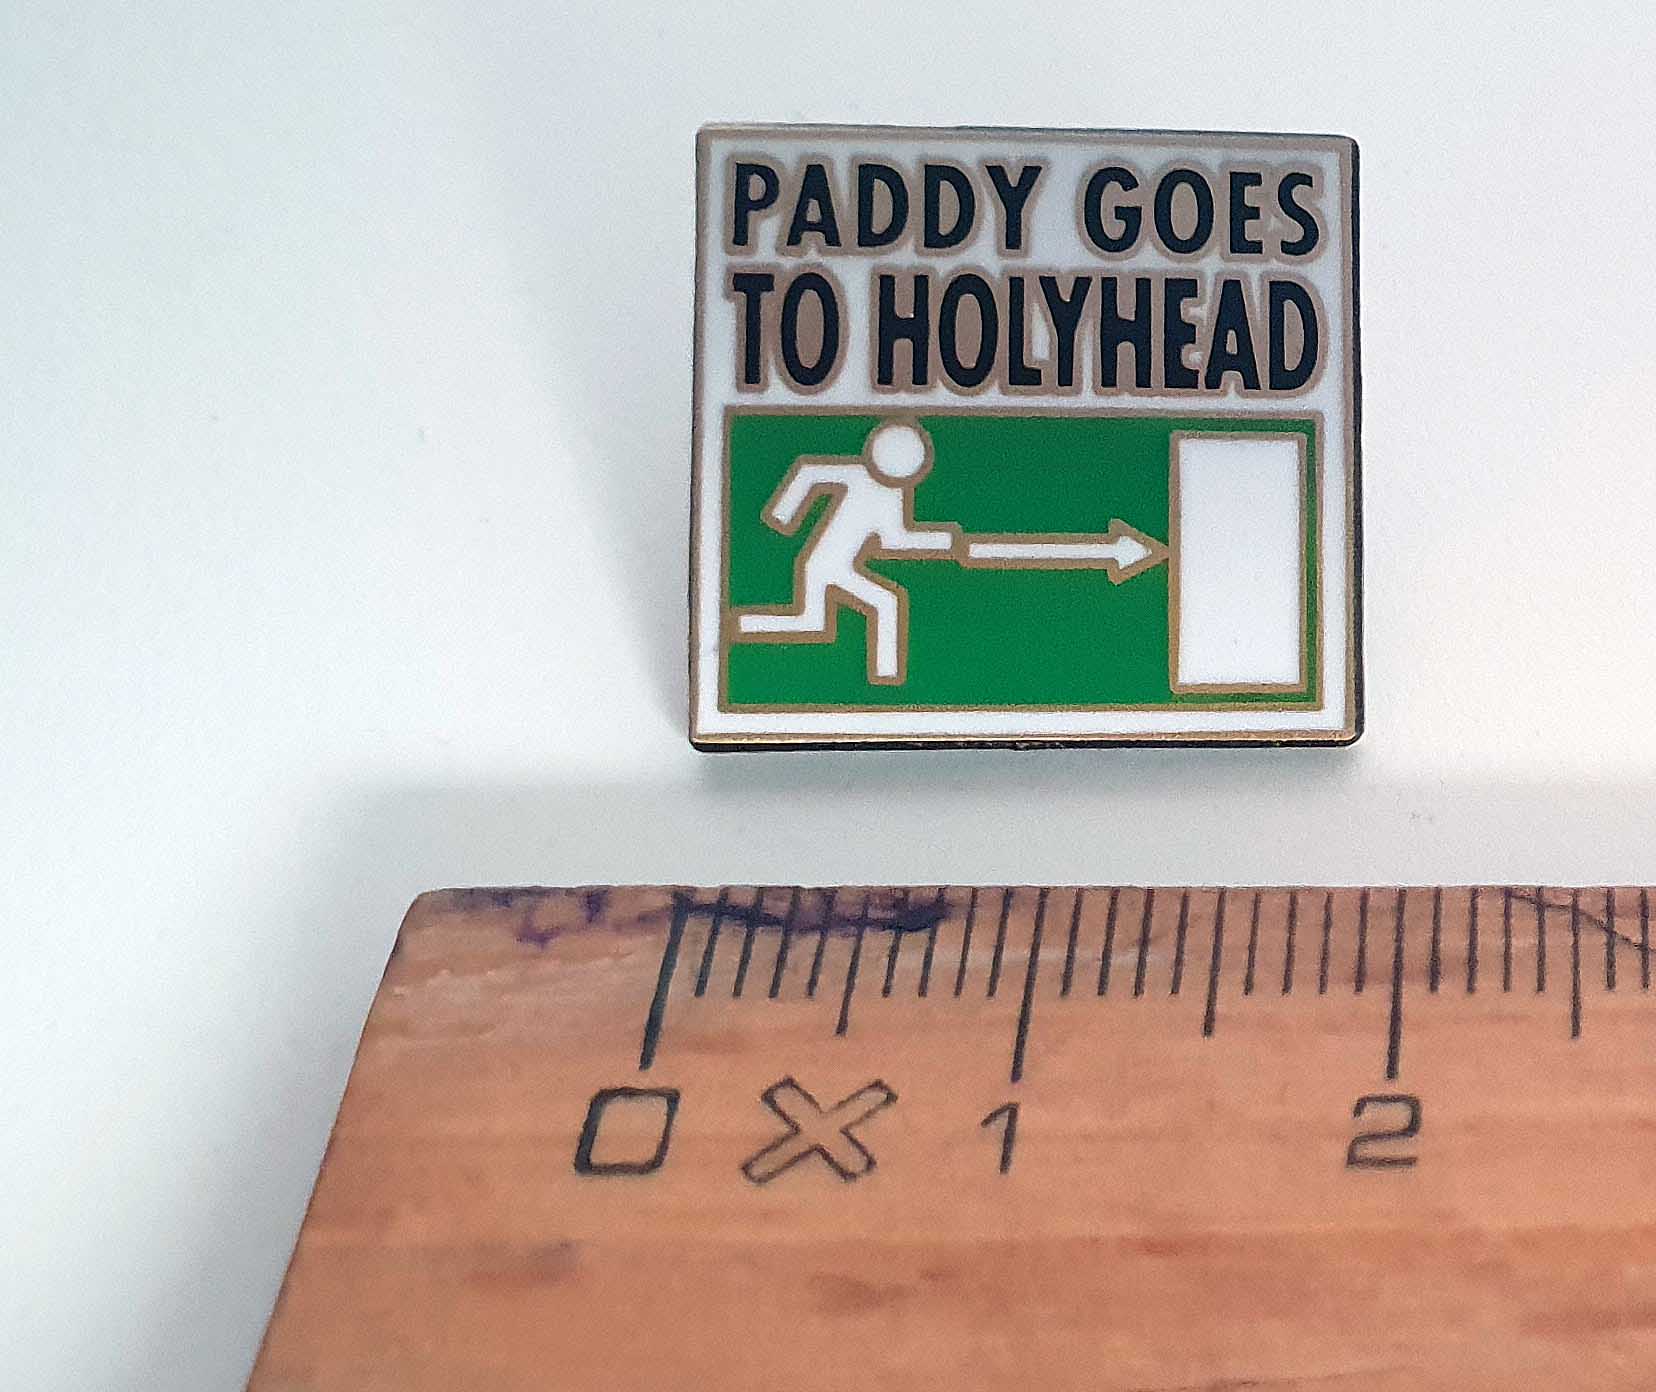 PADDY GOES
TO HOLYHEAD
0 1 2